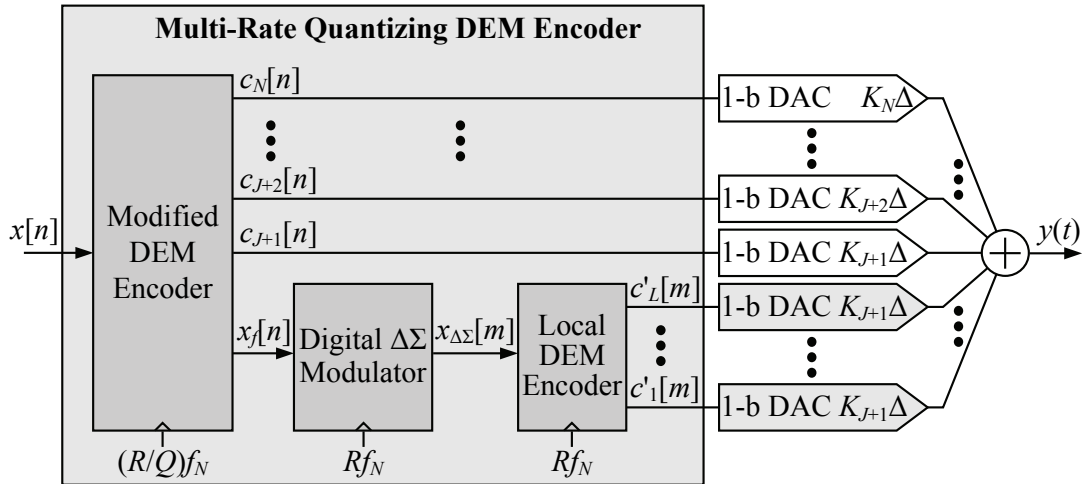 Multi-Rate Quantizing DEM Encoder
x[n]
Modified
DEM
Encoder
(R/Q)f_N
c_N[n]
c_{J+2}[n]
c_{J+1}[n]
x_f[n]
Digital ΔΣ
Modulator
Rf_N
x_{ΔΣ}[m]
Local
DEM
Encoder
Rf_N
c'_L[m]
c'_1[m]
1-b DAC K_NΔ
1-b DAC K_{J+2}Δ
1-b DAC K_{J+1}Δ
1-b DAC K_{J+1}Δ
1-b DAC K_{J+1}Δ
+
y(t)